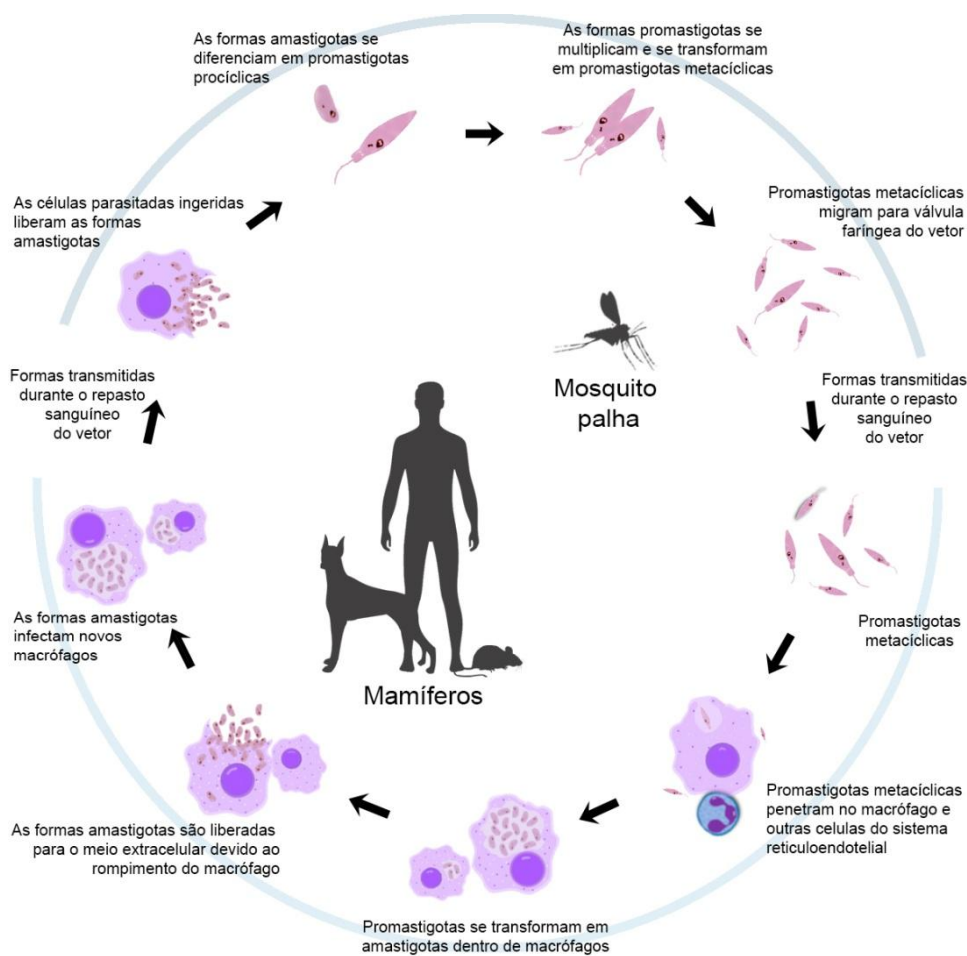 As formas amastigotas se
diferenciam em promastigotas
procíclicas
As formas promastigotas se
multiplicam e se transformam
em promastigotas metacíclicas
Promastigotas metacíclicas
migram para válvula
faríngea do vetor
Formas transmitidas
durante o repasto
sanguíneo
do vetor
Promastigotas
metacíclicas
Promastigotas metacíclicas
penetram no macrófago e
outras celulas do sistema
reticuloendotelial
Promastigotas se transformam em
amastigotas dentro de macrófagos
As formas amastigotas são liberadas
para o meio extracelular devido ao
rompimento do macrófago
As formas amastigotas
infectam novos
macrófagos
Formas transmitidas
durante o repasto
sanguíneo
do vetor
As células parasitadas ingeridas
liberam as formas
amastigotas
Mosquito
palha
Mamíferos